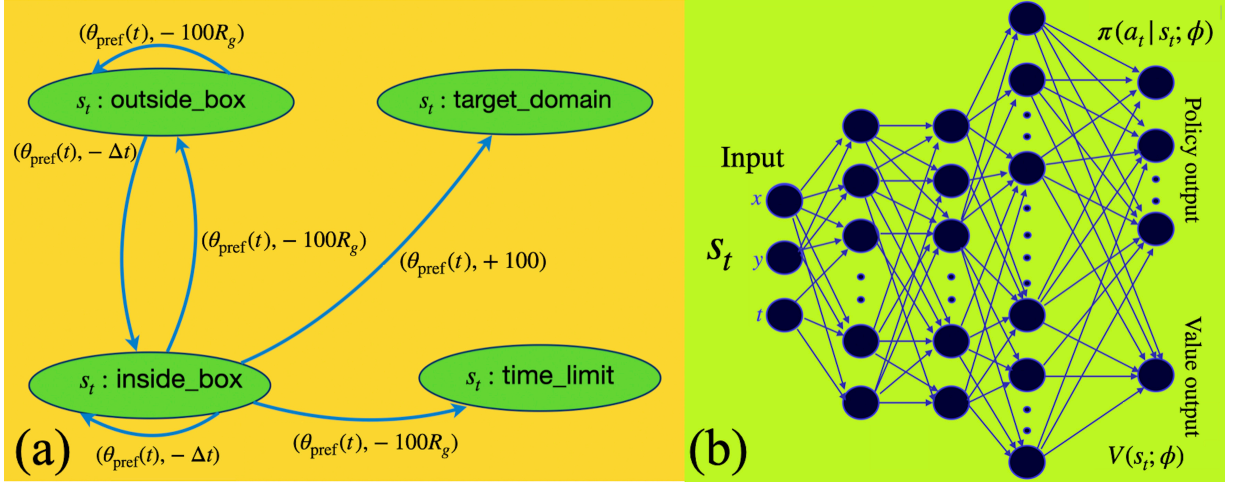 (θ_pref(t), − 100R_g)
s_t : outside_box
s_t : target_domain
(θ_pref(t), − Δt)
(θ_pref(t), − 100R_g)
(θ_pref(t), + 100)
s_t : inside_box
s_t : time_limit
(θ_pref(t), − Δt)
(θ_pref(t), − 100R_g)
(a)
π(a_t | s_t; ϕ)
Policy output
Input
x
s_t
y
t
Value output
V(s_t; ϕ)
(b)